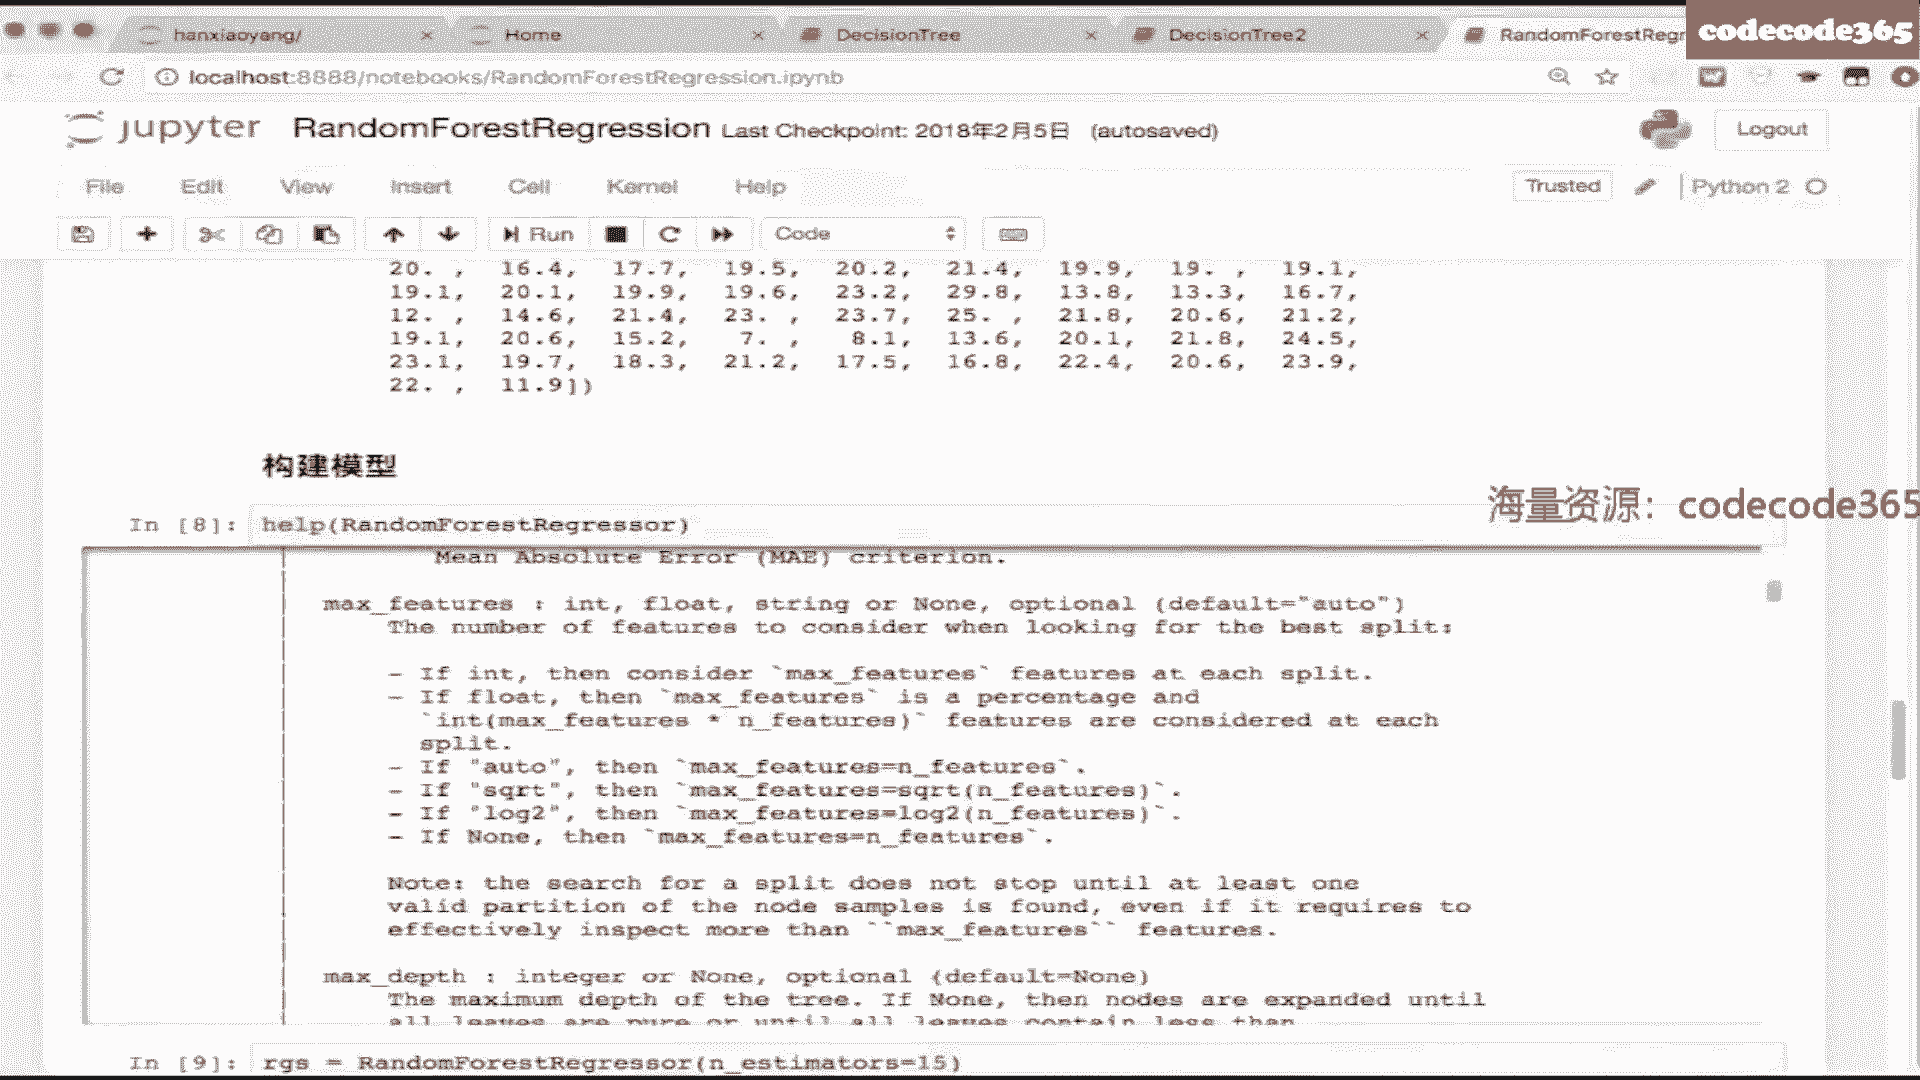 hanxiaoyang/
Home
DecisionTree
DecisionTree2
RandomForestRegr
codecode365
localhost:8888/notebooks/RandomForestRegression.ipynb
jupyter RandomForestRegression Last Checkpoint: 2018年2月5日 (autosaved)
Logout
File Edit View Insert Cell Kernel Help
Trusted Python 2
Run Code
20. , 16.4, 17.7, 19.5, 20.2, 21.4, 19.9, 19. , 19.1,
19.1, 20.1, 19.9, 19.6, 23.2, 29.8, 13.8, 13.3, 16.7,
12. , 14.6, 21.4, 23. , 23.7, 25. , 21.8, 20.6, 21.2,
19.1, 20.6, 15.2, 7. , 8.1, 13.6, 20.1, 21.8, 24.5,
23.1, 19.7, 18.3, 21.2, 17.5, 16.8, 22.4, 20.6, 23.9,
22. , 11.9])
构建模型
海量资源：codecode365
In [8]: help(RandomForestRegressor)
Mean Absolute Error (MAE) criterion.
max_features : int, float, string or None, optional (default="auto")
The number of features to consider when looking for the best split:
- If int, then consider `max_features` features at each split.
- If float, then `max_features` is a percentage and
`int(max_features * n_features)` features are considered at each
split.
- If "auto", then `max_features=n_features`.
- If "sqrt", then `max_features=sqrt(n_features)`.
- If "log2", then `max_features=log2(n_features)`.
- If None, then `max_features=n_features`.
Note: the search for a split does not stop until at least one
valid partition of the node samples is found, even if it requires to
effectively inspect more than ``max_features`` features.
max_depth : integer or None, optional (default=None)
The maximum depth of the tree. If None, then nodes are expanded until
all leaves are pure or until all leaves contain less than
In [9]: rgs = RandomForestRegressor(n_estimators=15)